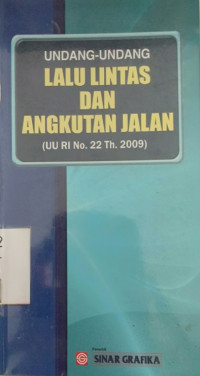 UNDANG-UNDANG
LALU LINTAS
DAN
ANGKUTAN JALAN
(UU RI No. 22 Th. 2009)
SINAR GRAFIKA